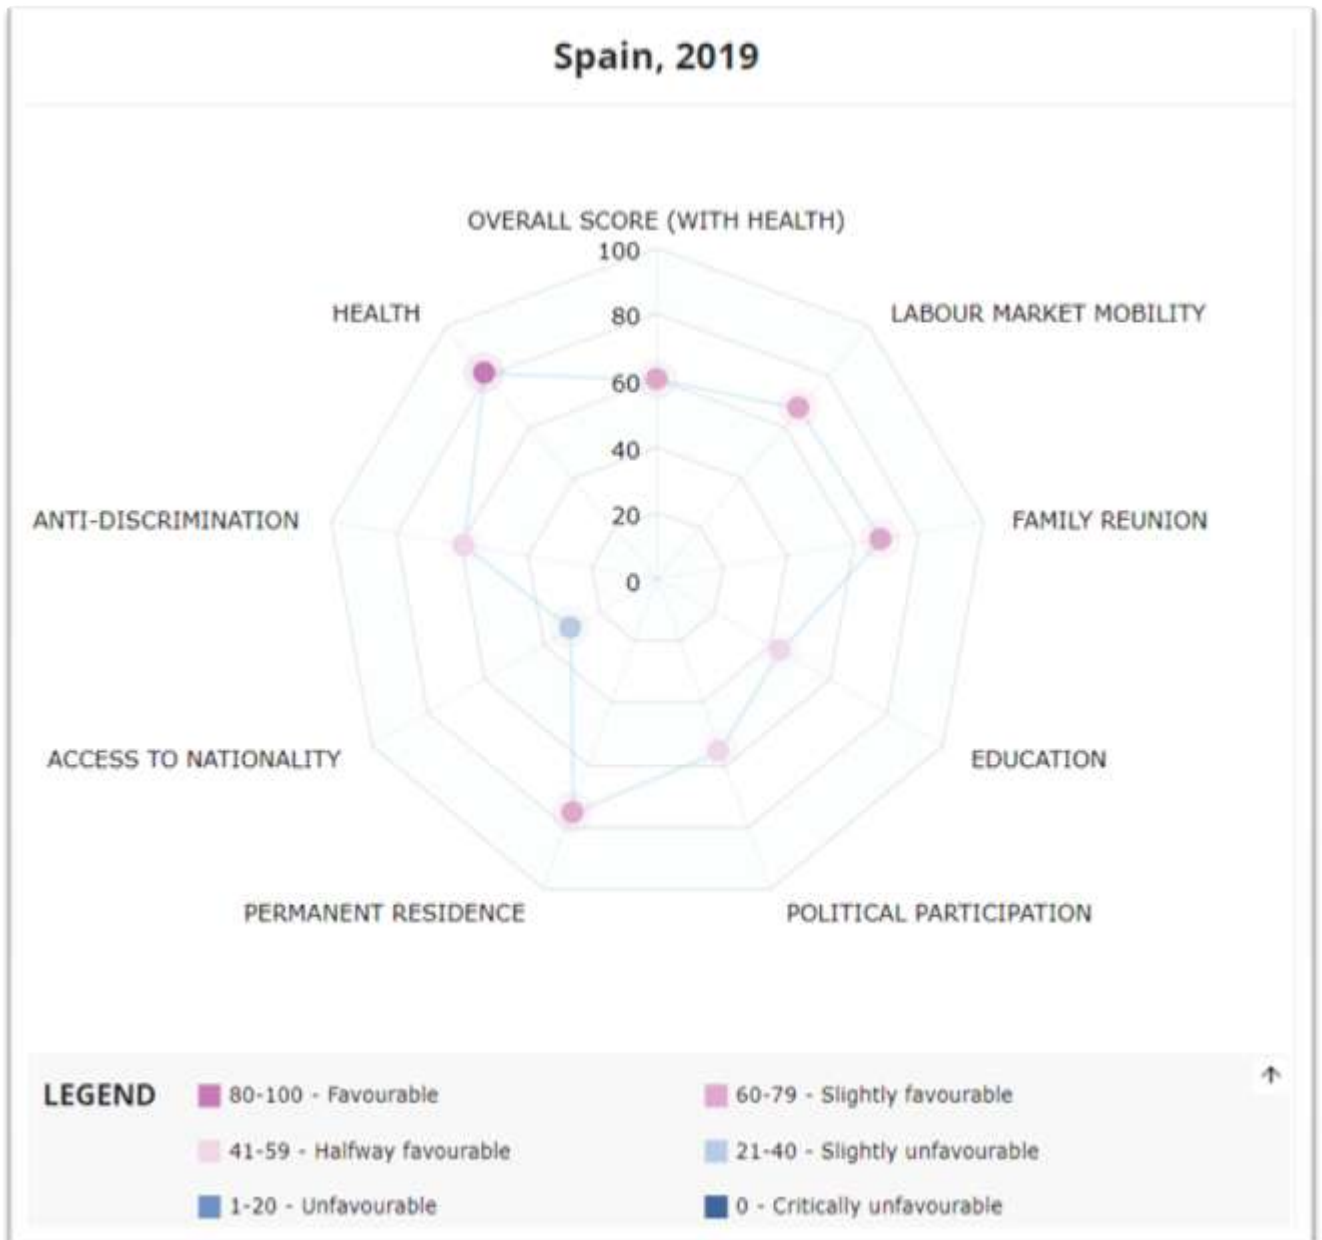 Spain, 2019
OVERALL SCORE (WITH HEALTH)
100
HEALTH
LABOUR MARKET MOBILITY
80
60
40
ANTI-DISCRIMINATION
20
FAMILY REUNION
0
ACCESS TO NATIONALITY
EDUCATION
PERMANENT RESIDENCE
POLITICAL PARTICIPATION
LEGEND
80-100 - Favourable
60-79 - Slightly favourable
41-59 - Halfway favourable
21-40 - Slightly unfavourable
1-20 - Unfavourable
0 - Critically unfavourable